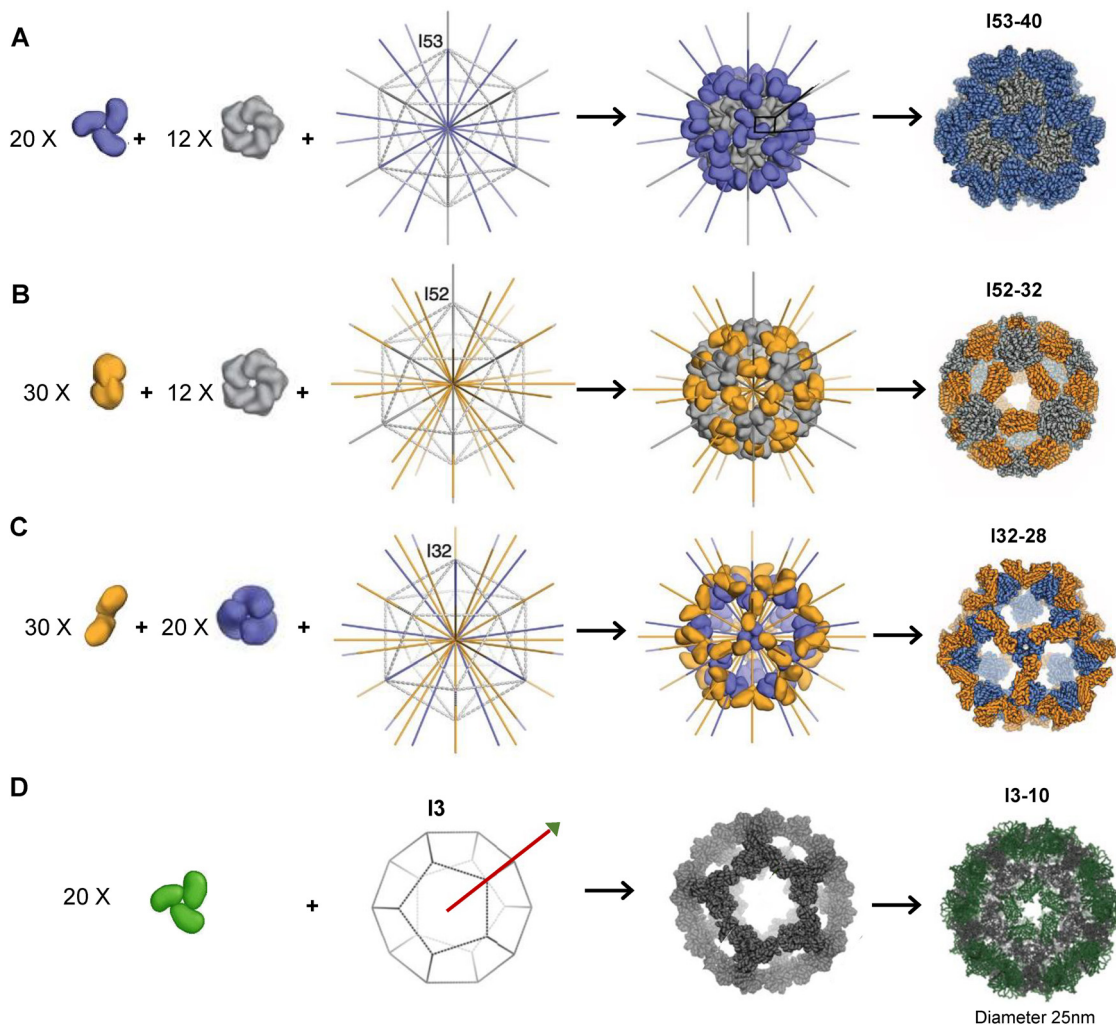 A
I53
I53-40
20 X
+
12 X
+
B
I52
I52-32
30 X
+
12 X
+
C
I32
I32-28
30 X
+
20 X
+
D
I3
I3-10
20 X
+
Diameter 25nm